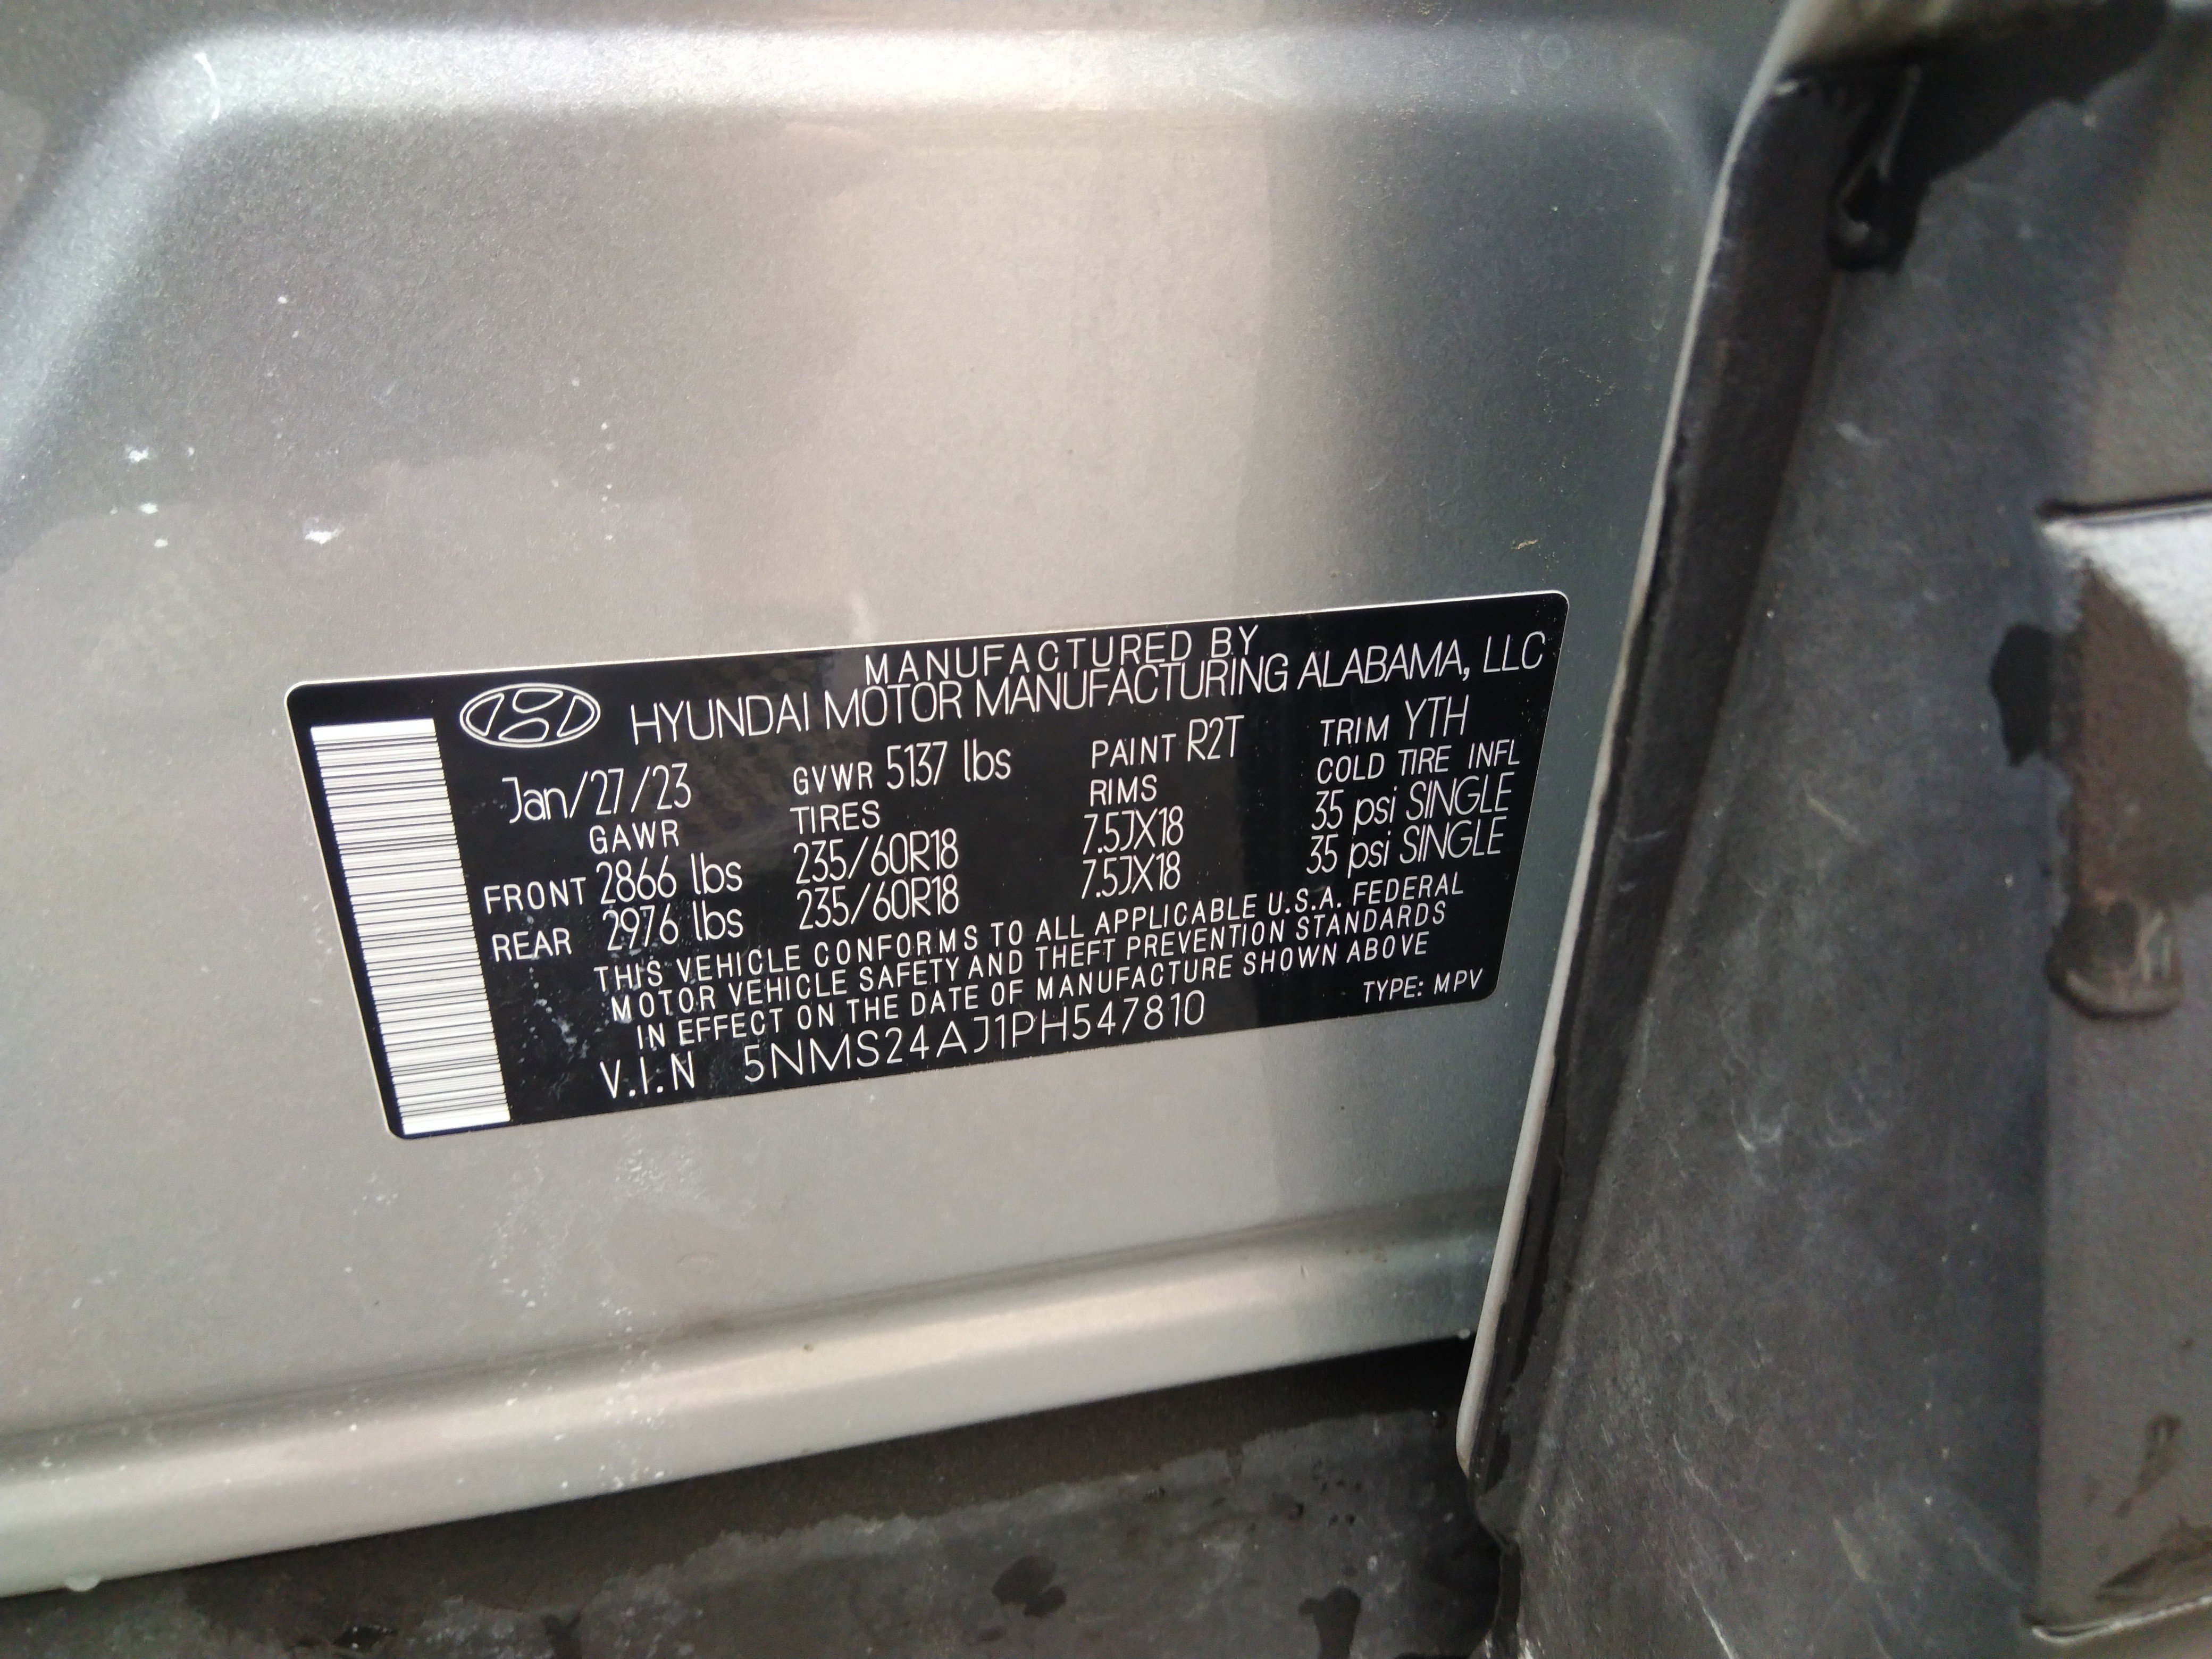 MANUFACTURED BY
HYUNDAI MOTOR MANUFACTURING ALABAMA, LLC
Jan/27/23 GVWR 5137 lbs PAINT R2T TRIM YTH
GAWR TIRES RIMS COLD TIRE INFL
FRONT 2866 lbs 235/60R18 7.5JX18 35 psi SINGLE
REAR 2976 lbs 235/60R18 7.5JX18 35 psi SINGLE
THIS VEHICLE CONFORMS TO ALL APPLICABLE U.S.A. FEDERAL
MOTOR VEHICLE SAFETY AND THEFT PREVENTION STANDARDS
IN EFFECT ON THE DATE OF MANUFACTURE SHOWN ABOVE
V.I.N 5NMS24AJ1PH547810 TYPE: MPV